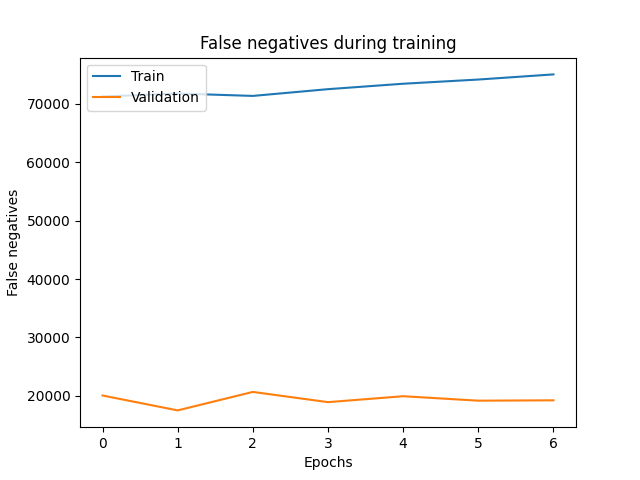 False negatives during training
Train
Validation
70000
60000
50000
40000
30000
20000
False negatives
0 1 2 3 4 5 6
Epochs